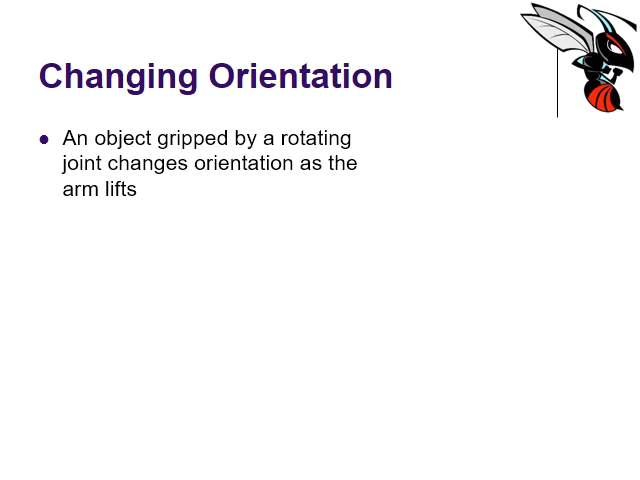 Changing Orientation
An object gripped by a rotating
joint changes orientation as the
arm lifts